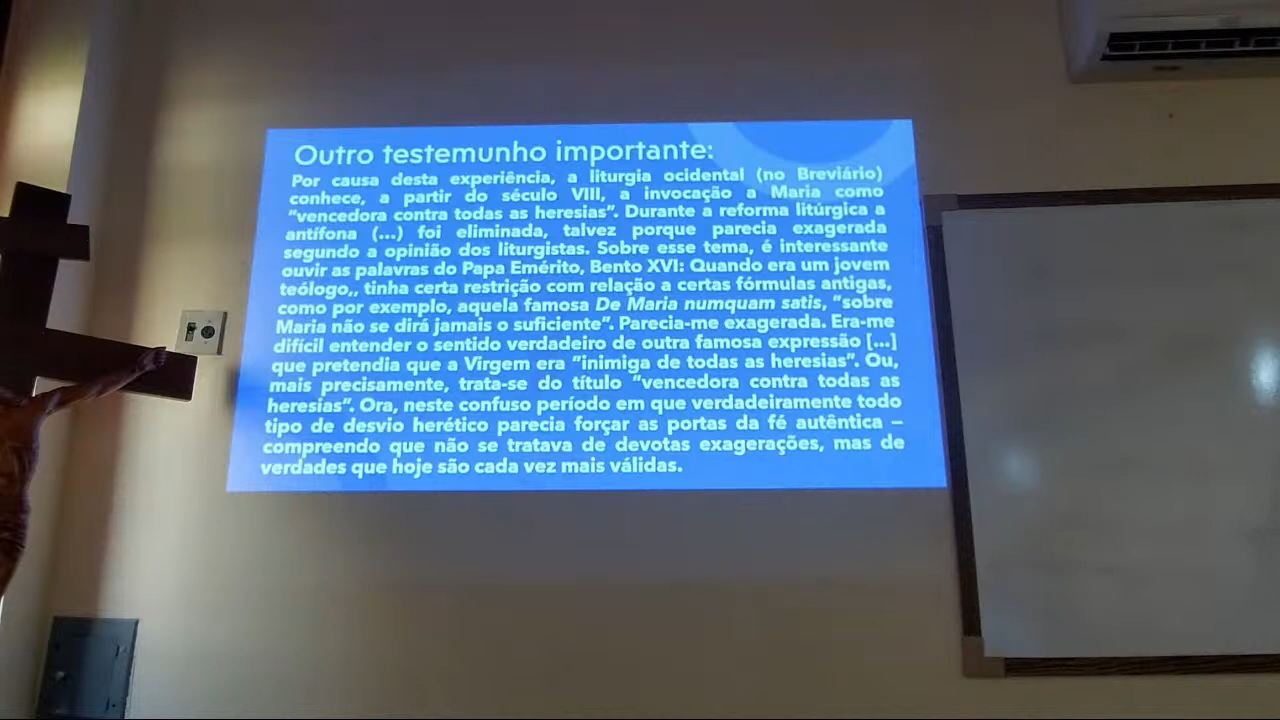 Outro testemunho importante:
Por causa desta experiência, a liturgia ocidental (no Breviário)
conhece, a partir do século VIII, a invocação a Maria como
"vencedora contra todas as heresias". Durante a reforma litúrgica a
antífona (...) foi eliminada, talvez porque parecia exagerada
segundo a opinião dos liturgistas. Sobre esse tema, é interessante
ouvir as palavras do Papa Emérito, Bento XVI: Quando era um jovem
teólogo,, tinha certa restrição com relação a certas fórmulas antigas,
como por exemplo, aquela famosa De Maria numquam satis, "sobre
Maria não se dirá jamais o suficiente". Parecia-me exagerada. Era-me
difícil entender o sentido verdadeiro de outra famosa expressão [...]
que pretendia que a Virgem era "inimiga de todas as heresias". Ou,
mais precisamente, trata-se do título "vencedora contra todas as
heresias". Ora, neste confuso período em que verdadeiramente todo
tipo de desvio herético parecia forçar as portas da fé autêntica –
compreendo que não se tratava de devotas exagerações, mas de
verdades que hoje são cada vez mais válidas.